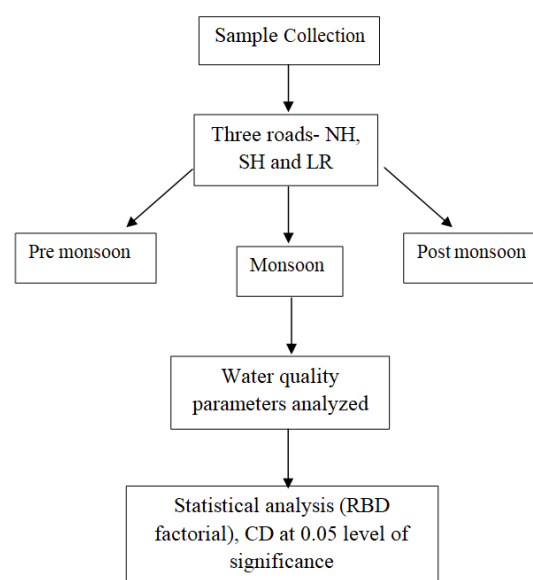 Sample Collection
Three roads- NH,
SH and LR
Pre monsoon
Monsoon
Post monsoon
Water quality
parameters analyzed
Statistical analysis (RBD
factorial), CD at 0.05 level of
significance